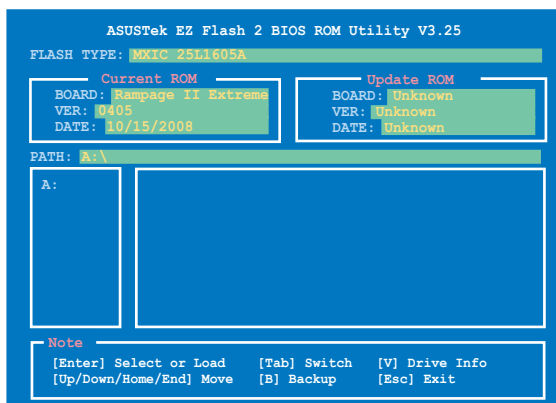 ASUSTek EZ Flash 2 BIOS ROM Utility V3.25
FLASH TYPE: MXIC 25L1605A
Current ROM
BOARD: Rampage II Extreme
VER: 0405
DATE: 10/15/2008
Update ROM
BOARD: Unknown
VER: Unknown
DATE: Unknown
PATH: A:\
A:
Note
[Enter] Select or Load [Tab] Switch [V] Drive Info
[Up/Down/Home/End] Move [B] Backup [Esc] Exit